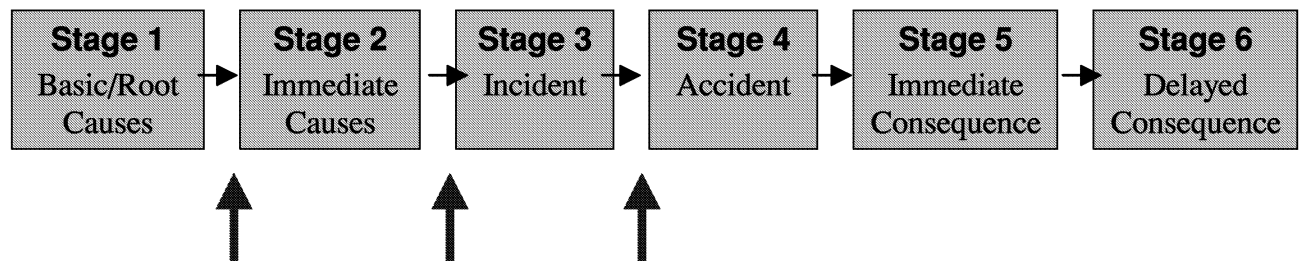 Stage 1
Basic/Root
Causes
Stage 2
Immediate
Causes
Stage 3
Incident
Stage 4
Accident
Stage 5
Immediate
Consequence
Stage 6
Delayed
Consequence